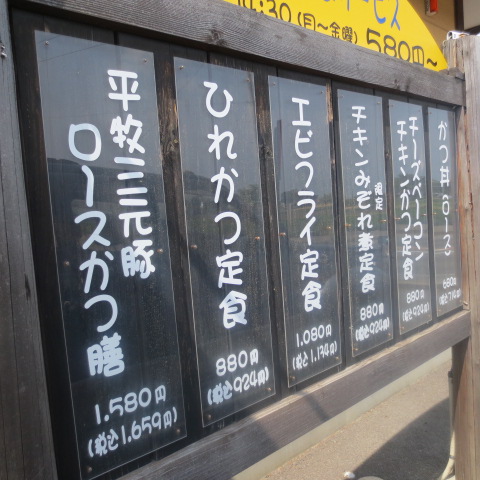 14:30(月〜金曜)580円〜
かつ丼(ロース)
680円
(税込714円)
チーズベーコン
チキンかつ定食
880円
(税込924円)
限定
チキンみぞれ煮定食
880円
(税込924円)
エビフライ定食
1.080円
(税込1.134円)
ひれかつ定食
880円
(税込924円)
平牧三元豚
ロースかつ膳
1.580円
(税込1.659円)